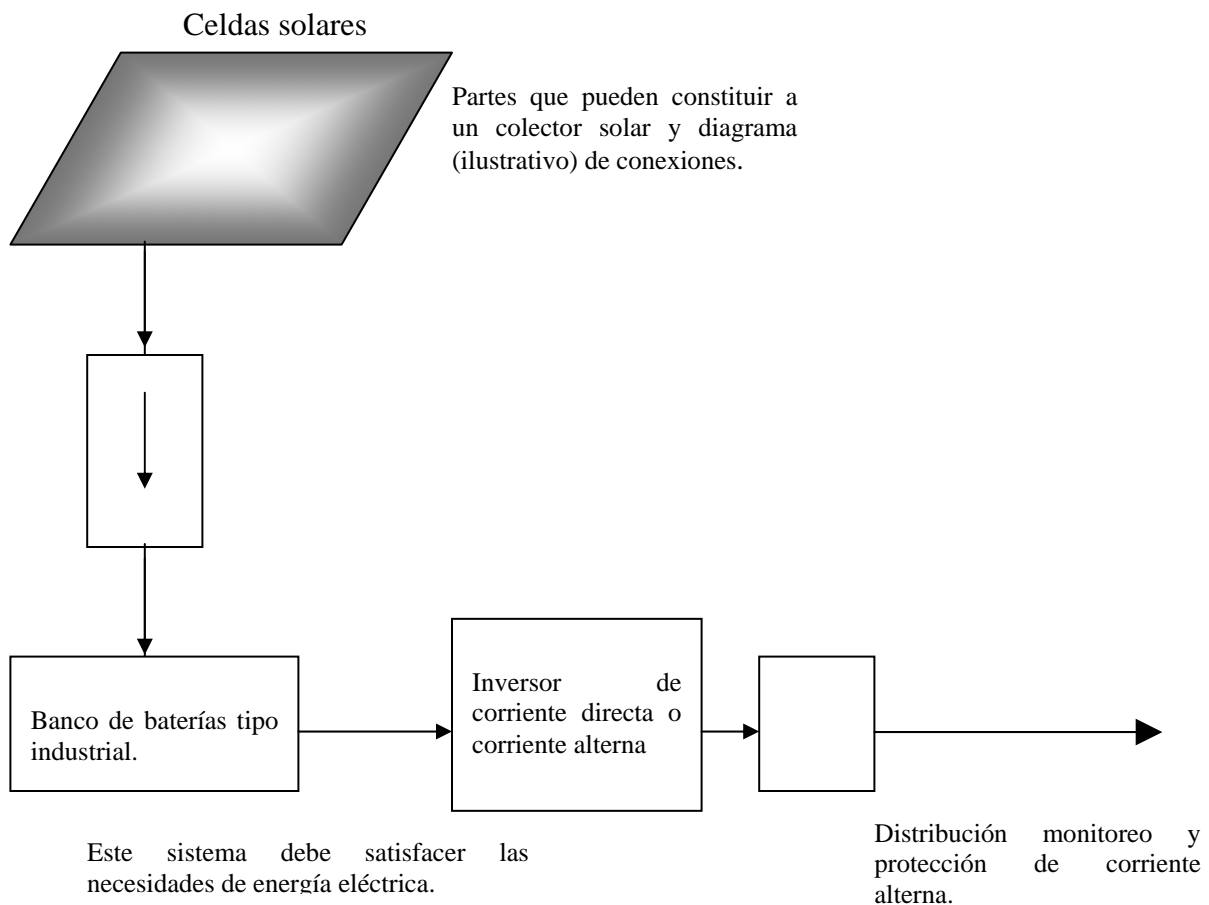 Celdas solares
Partes que pueden constituir a
un colector solar y diagrama
(ilustrativo) de conexiones.
Banco de baterías tipo
industrial.
Inversor de
corriente directa o
corriente alterna
Este sistema debe satisfacer las
necesidades de energía eléctrica.
Distribución monitoreo y
protección de corriente
alterna.